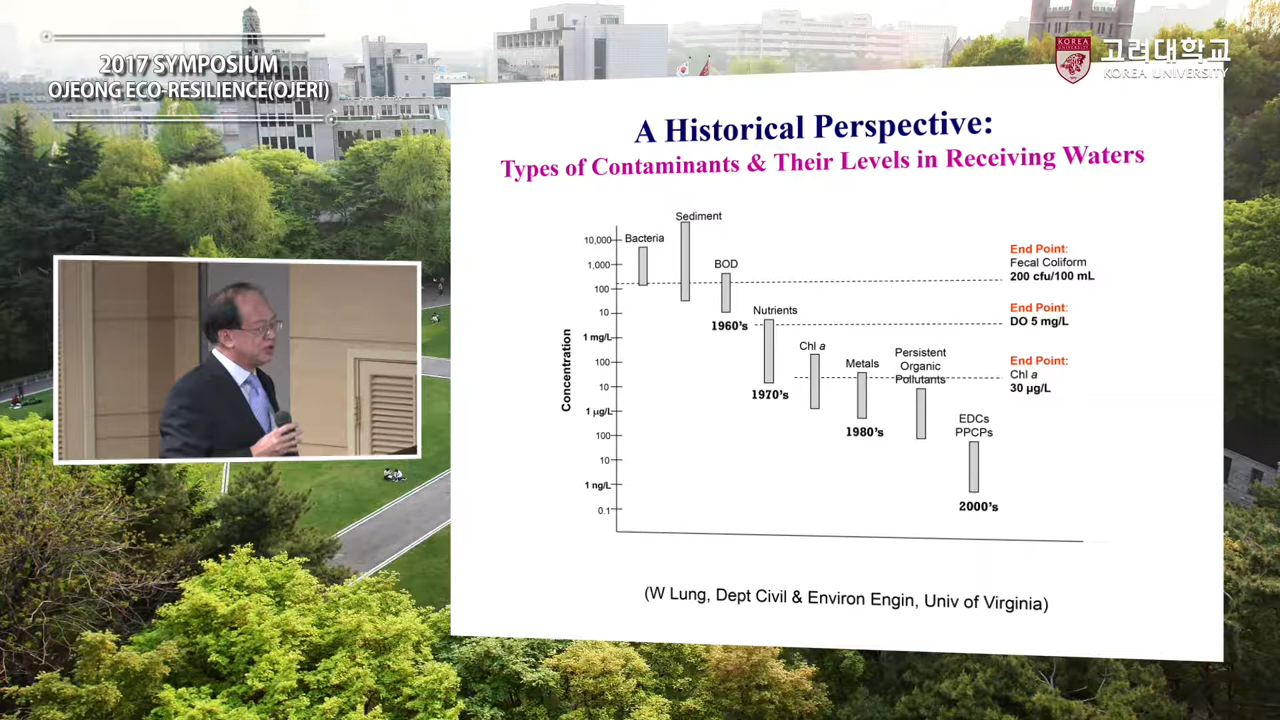 2017 SYMPOSIUM
OJEONG ECO-RESILIENCE(OJERI)
KOREA
UNIVERSITY
고려대학교
KOREA UNIVERSITY
A Historical Perspective:
Types of Contaminants & Their Levels in Receiving Waters
Concentration
10,000
1,000
100
10
1 mg/L
100
10
1 µg/L
100
10
1 ng/L
0.1
Bacteria
Sediment
BOD
1960's
Nutrients
1970's
Chl a
Metals
1980's
Persistent
Organic
Pollutants
EDCs
PPCPs
2000's
End Point:
Fecal Coliform
200 cfu/100 mL
End Point:
DO 5 mg/L
End Point:
Chl a
30 µg/L
(W Lung, Dept Civil & Environ Engin, Univ of Virginia)